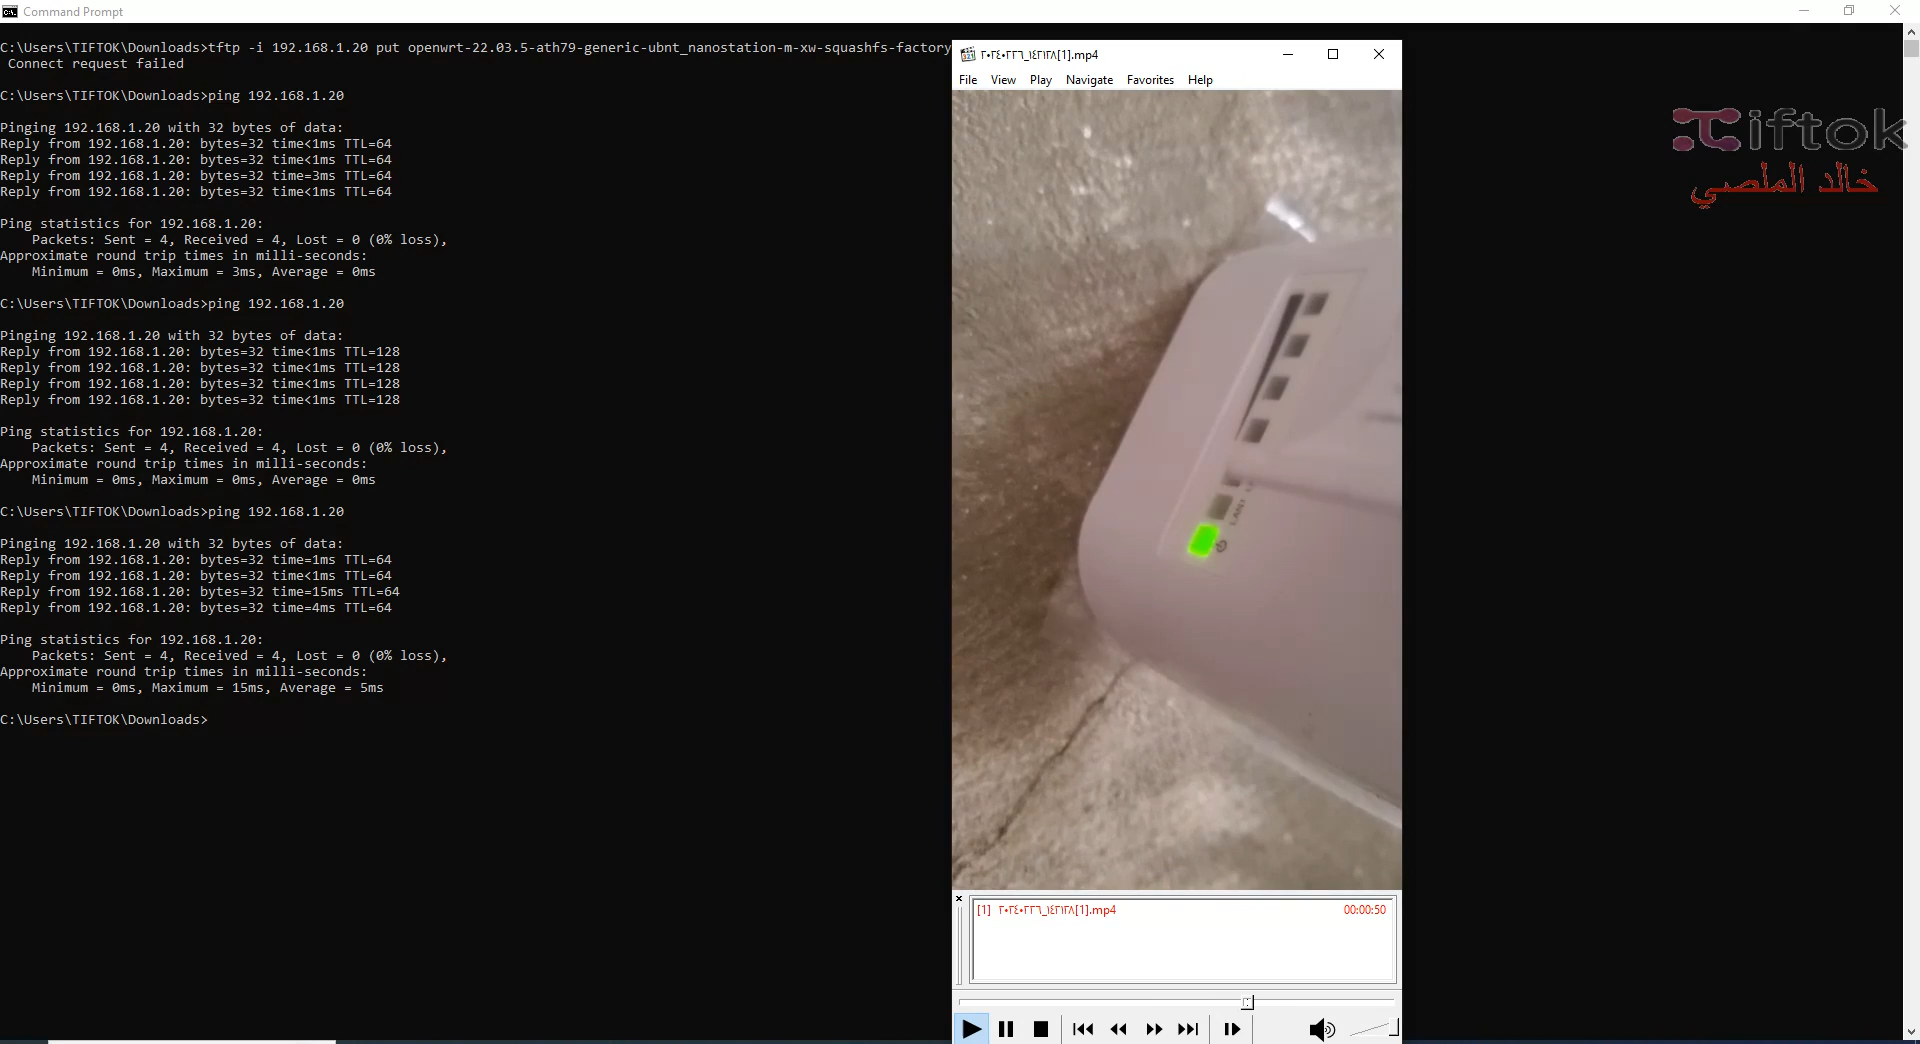 Command Prompt
C:\Users\TIFTOK\Downloads>tftp -i 192.168.1.20 put openwrt-22.03.5-ath79-generic-ubnt_nanostation-m-xw-squashfs-factory
Connect request failed
C:\Users\TIFTOK\Downloads>ping 192.168.1.20
Pinging 192.168.1.20 with 32 bytes of data:
Reply from 192.168.1.20: bytes=32 time<1ms TTL=64
Reply from 192.168.1.20: bytes=32 time<1ms TTL=64
Reply from 192.168.1.20: bytes=32 time=3ms TTL=64
Reply from 192.168.1.20: bytes=32 time<1ms TTL=64
Ping statistics for 192.168.1.20:
Packets: Sent = 4, Received = 4, Lost = 0 (0% loss),
Approximate round trip times in milli-seconds:
Minimum = 0ms, Maximum = 3ms, Average = 0ms
C:\Users\TIFTOK\Downloads>ping 192.168.1.20
Pinging 192.168.1.20 with 32 bytes of data:
Reply from 192.168.1.20: bytes=32 time<1ms TTL=128
Reply from 192.168.1.20: bytes=32 time<1ms TTL=128
Reply from 192.168.1.20: bytes=32 time<1ms TTL=128
Reply from 192.168.1.20: bytes=32 time<1ms TTL=128
Ping statistics for 192.168.1.20:
Packets: Sent = 4, Received = 4, Lost = 0 (0% loss),
Approximate round trip times in milli-seconds:
Minimum = 0ms, Maximum = 0ms, Average = 0ms
C:\Users\TIFTOK\Downloads>ping 192.168.1.20
Pinging 192.168.1.20 with 32 bytes of data:
Reply from 192.168.1.20: bytes=32 time=1ms TTL=64
Reply from 192.168.1.20: bytes=32 time<1ms TTL=64
Reply from 192.168.1.20: bytes=32 time=15ms TTL=64
Reply from 192.168.1.20: bytes=32 time=4ms TTL=64
Ping statistics for 192.168.1.20:
Packets: Sent = 4, Received = 4, Lost = 0 (0% loss),
Approximate round trip times in milli-seconds:
Minimum = 0ms, Maximum = 15ms, Average = 5ms
C:\Users\TIFTOK\Downloads>
٢٠٢٤٠٢٢٦_١٤٢١٢٨[1].mp4
File View Play Navigate Favorites Help
LAN1
[1] ٢٠٢٤٠٢٢٦_١٤٢١٢٨[1].mp4 00:00:50
Tiftok
خالد الملصي